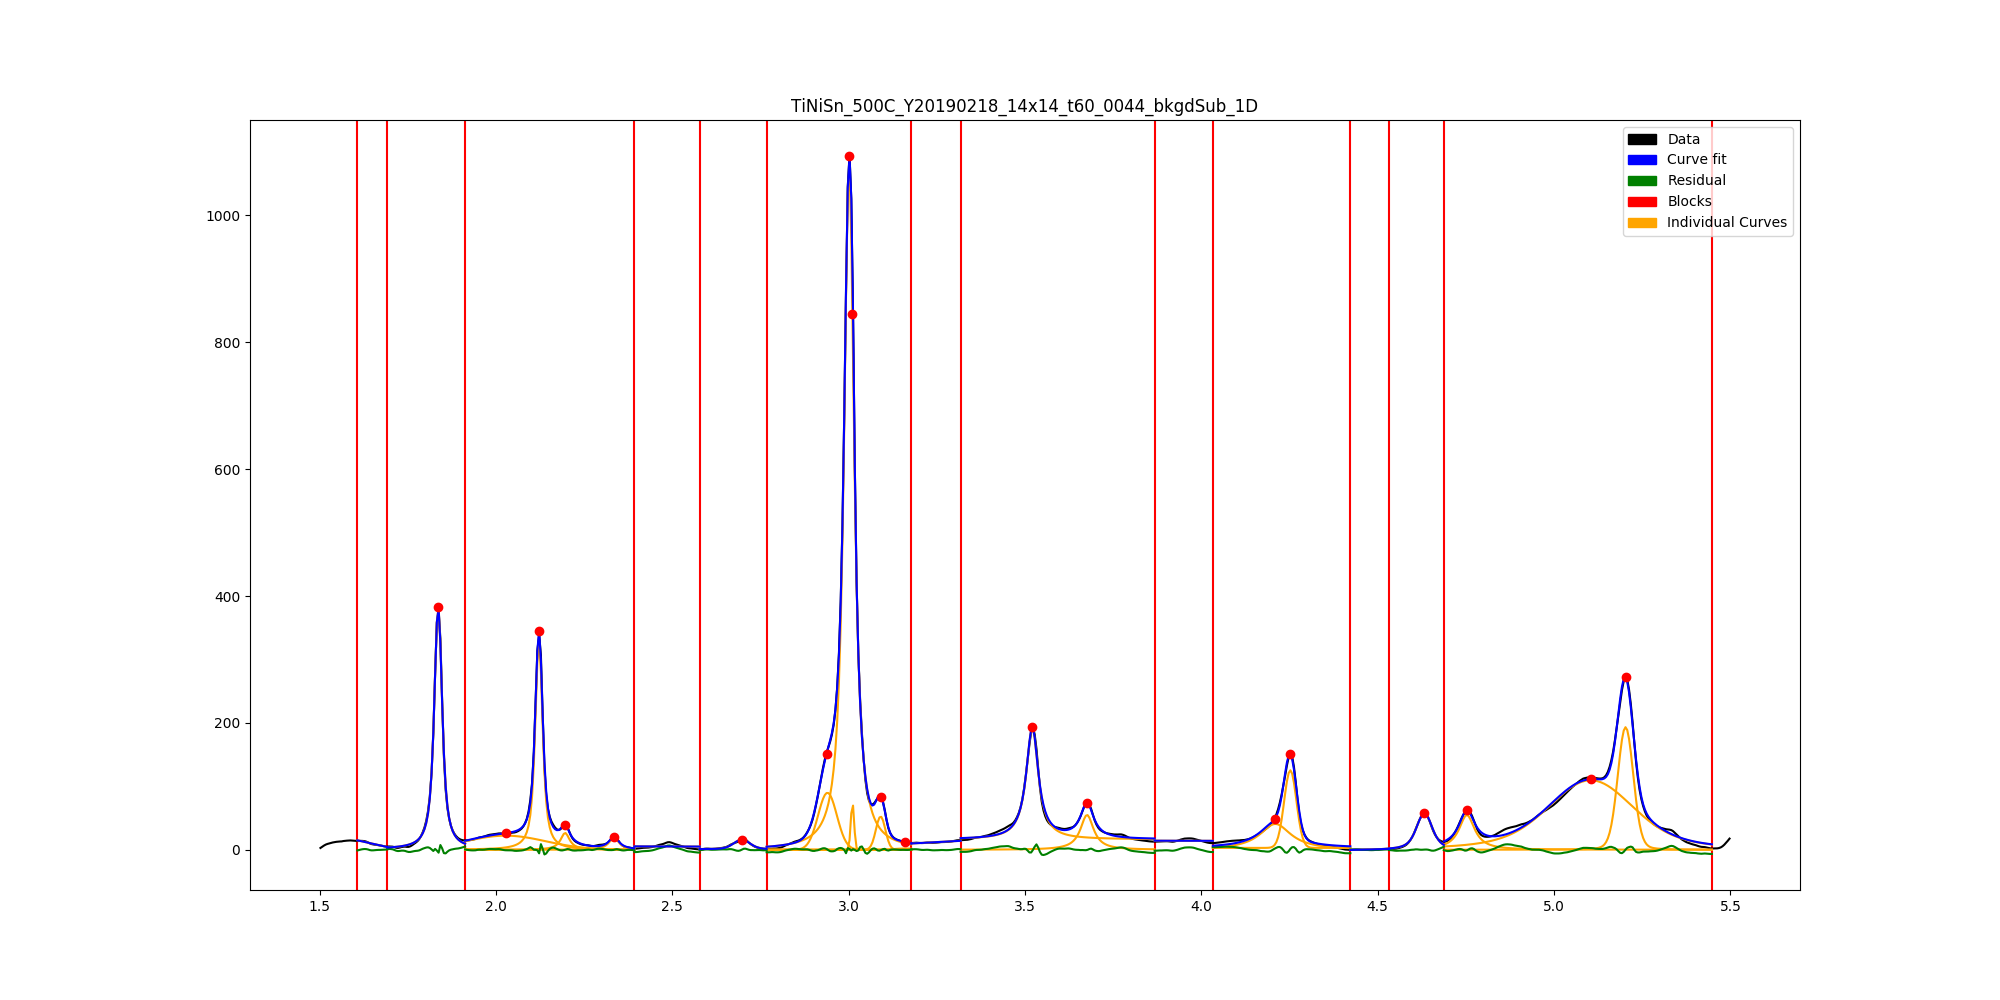 TiNiSn_500C_Y20190218_14x14_t60_0044_bkgdSub_1D
Data
Curve fit
Residual
Blocks
Individual Curves
1000
800
600
400
200
0
1.5 2.0 2.5 3.0 3.5 4.0 4.5 5.0 5.5